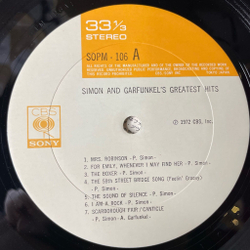 33 1/3
STEREO
SOPM - 106 A
SIMON AND GARFUNKEL'S GREATEST HITS
CBS
SONY
℗ 1972 CBS, Inc.
1. MRS. ROBINSON - P. Simon -
2. FOR EMILY, WHENEVER I MAY FIND HER - P. Simon -
3. THE BOXER - P. Simon -
4. THE 59TH STREET BRIDGE SONG (Feelin' Groovy)
- P. Simon -
5. THE SOUND OF SILENCE - P. Simon -
6. I AM A ROCK - P. Simon -
7. SCARBOROUGH FAIR/CANTICLE
- P. Simon - A. Garfunkel -